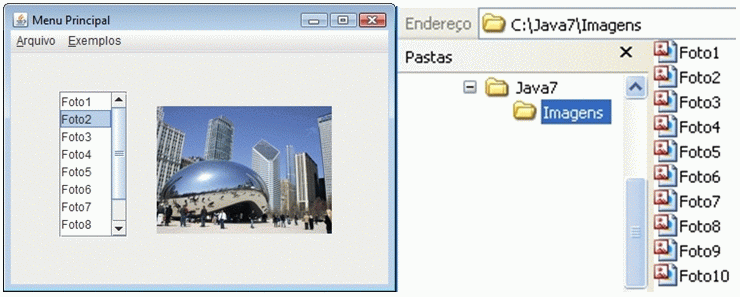 Menu Principal
Arquivo Exemplos
Foto1
Foto2
Foto3
Foto4
Foto5
Foto6
Foto7
Foto8
Endereço C:\Java7\Imagens
Pastas
Java7
Imagens
Foto1
Foto2
Foto3
Foto4
Foto5
Foto6
Foto7
Foto8
Foto9
Foto10